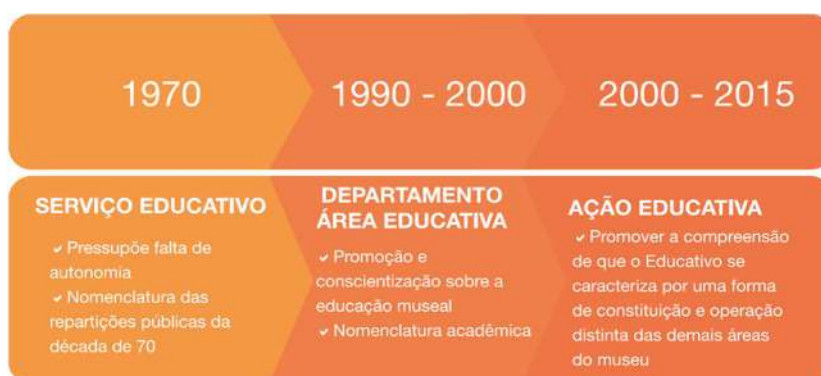 1970
1990 - 2000
2000 - 2015
SERVIÇO EDUCATIVO
✓ Pressupõe falta de
autonomia
✓ Nomenclatura das
repartições públicas da
década de 70
DEPARTAMENTO
ÁREA EDUCATIVA
✓ Promoção e
conscientização sobre a
educação museal
✓ Nomenclatura acadêmica
AÇÃO EDUCATIVA
✓ Promover a compreensão
de que o Educativo se
caracteriza por uma forma
de constituição e operação
distinta das demais áreas
do museu